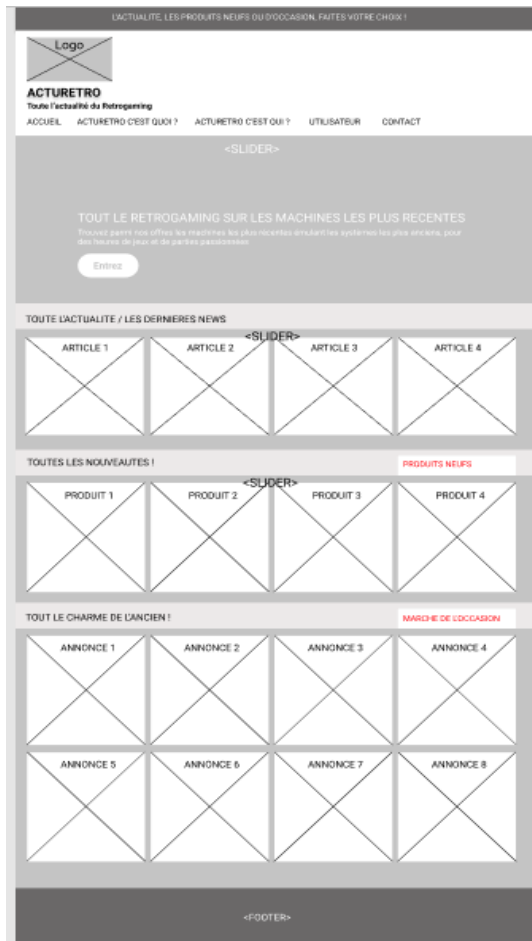 L'ACTUALITE, LES PRODUITS NEUFS OU D'OCCASION, FAITES VOTRE CHOIX !
Logo
ACTURETRO
Toute l'actualité du Retrogaming
ACCUEIL ACTURETRO C'EST QUOI ? ACTURETRO C'EST QUI ? UTILISATEUR CONTACT
<SLIDER>
TOUT LE RETROGAMING SUR LES MACHINES LES PLUS RECENTES
Trouvez parmi nos offres les machines les plus récentes émulant les systèmes les plus anciens, pour
des heures de jeux et de parties passionnées
Entrez
TOUTE L'ACTUALITE / LES DERNIERES NEWS
<SLIDER>
ARTICLE 1 ARTICLE 2 ARTICLE 3 ARTICLE 4
TOUTES LES NOUVEAUTES ! PRODUITS NEUFS
<SLIDER>
PRODUIT 1 PRODUIT 2 PRODUIT 3 PRODUIT 4
TOUT LE CHARME DE L'ANCIEN ! MARCHE DE L'OCCASION
ANNONCE 1 ANNONCE 2 ANNONCE 3 ANNONCE 4
ANNONCE 5 ANNONCE 6 ANNONCE 7 ANNONCE 8
<FOOTER>